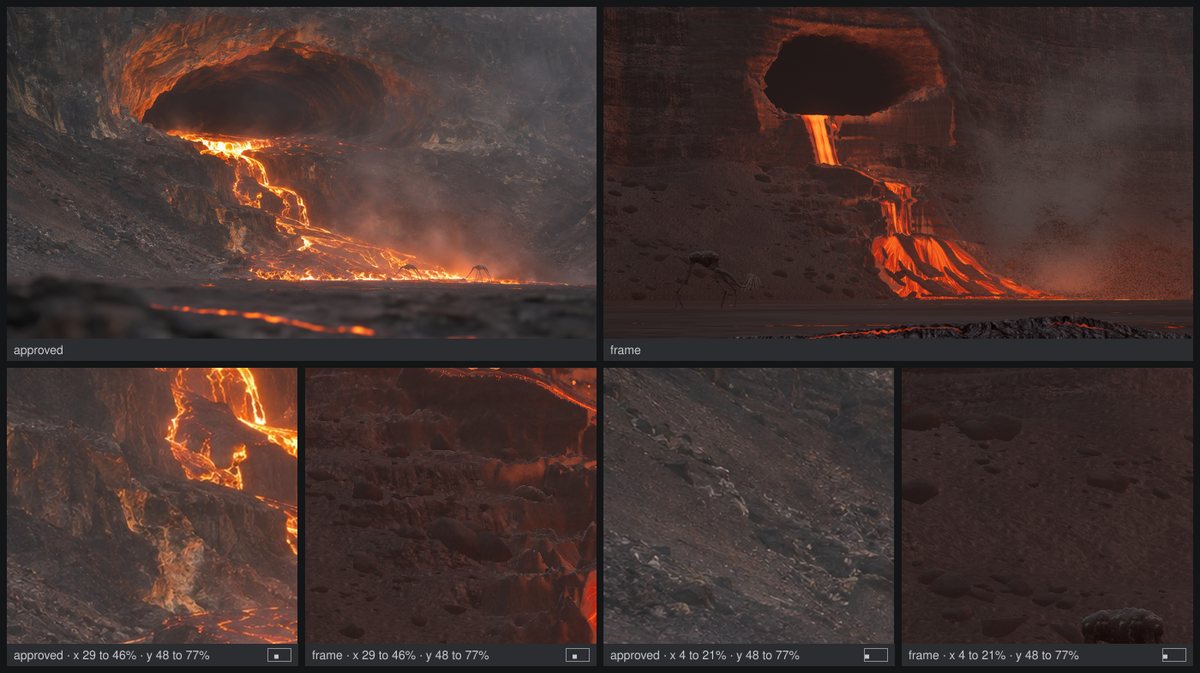 approved
frame
approved · x 29 to 46% · y 48 to 77%
frame · x 29 to 46% · y 48 to 77%
approved · x 4 to 21% · y 48 to 77%
frame · x 4 to 21% · y 48 to 77%